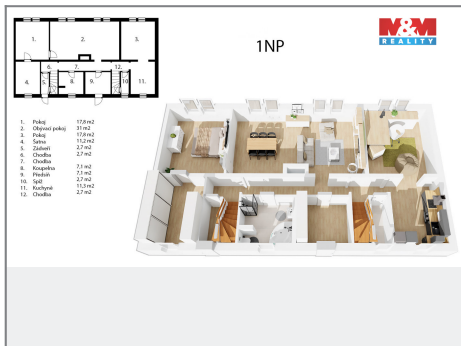 1. 2. 3.
6. 7. 12.
4. 5. 8. 9. 10. 11.
1NP
M&M
REALITY
1. Pokoj 17,8 m2
2. Obývací pokoj 31 m2
3. Pokoj 17,8 m2
4. Šatna 11,2 m2
5. Zádveří 2,7 m2
6. Chodba 2,7 m2
7. Chodba
8. Koupelna 7,1 m2
9. Předsíň 7,1 m2
10. Spíž 2,7 m2
11. Kuchyně 11,3 m2
12. Chodba 2,7 m2